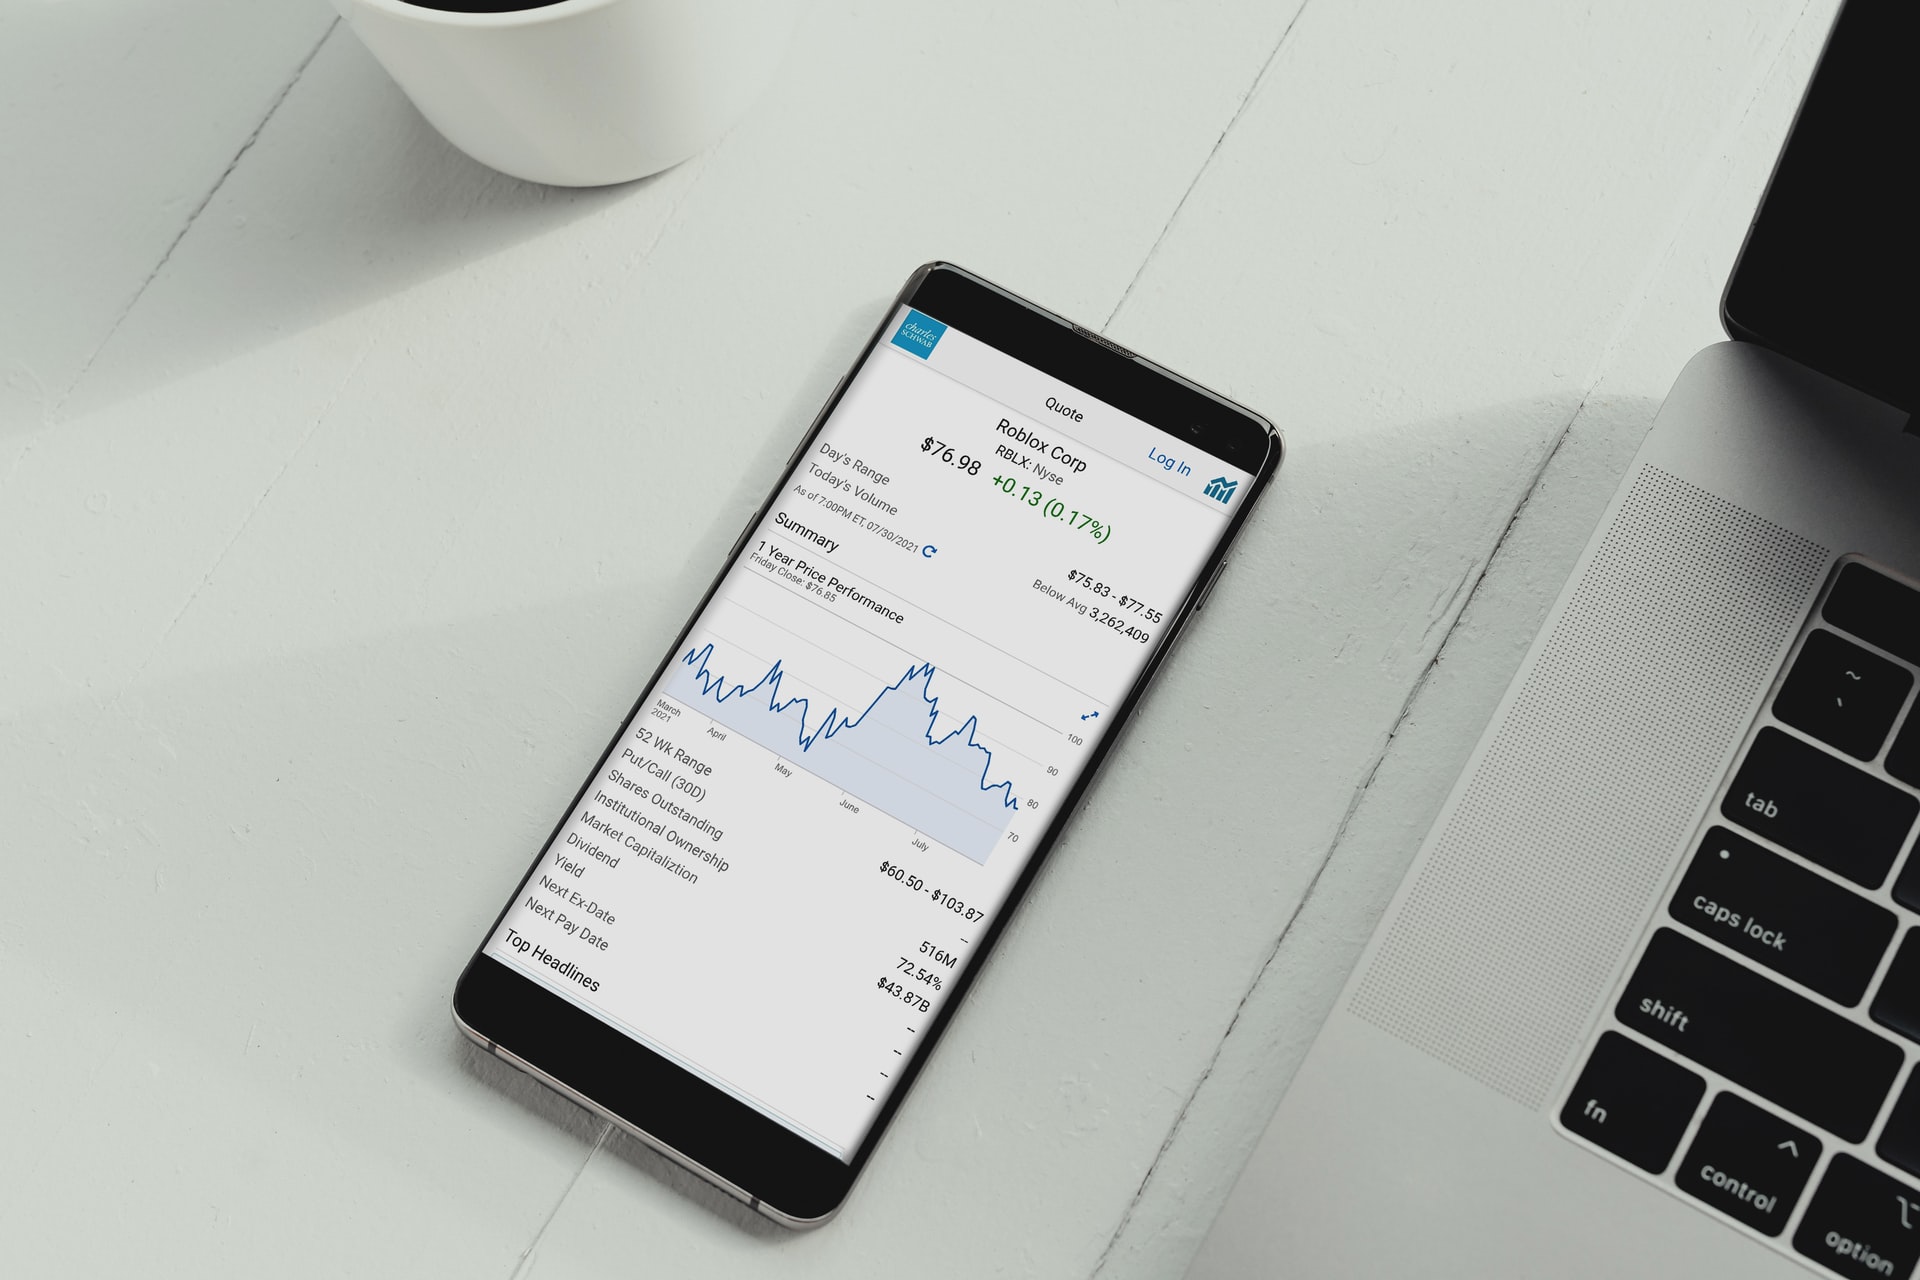 charles
SCHWAB
Quote
Log In
Roblox Corp
RBLX: Nyse
$76.98 +0.13 (0.17%)
Day's Range $75.83 - $77.55
Today's Volume Below Avg 3,262,409
As of 7:00PM ET, 07/30/2021
Summary
1 Year Price Performance
Friday Close: $76.85
100
90
80
70
March
2021
April
May
June
July
52 Wk Range $60.50 - $103.87
Put/Call (30D) --
Shares Outstanding 516M
Institutional Ownership 72.54%
Market Capitaliztion $43.87B
Dividend --
Yield --
Next Ex-Date --
Next Pay Date --
Top Headlines
~
`
tab
caps lock
shift
fn
^
control
⌥
option